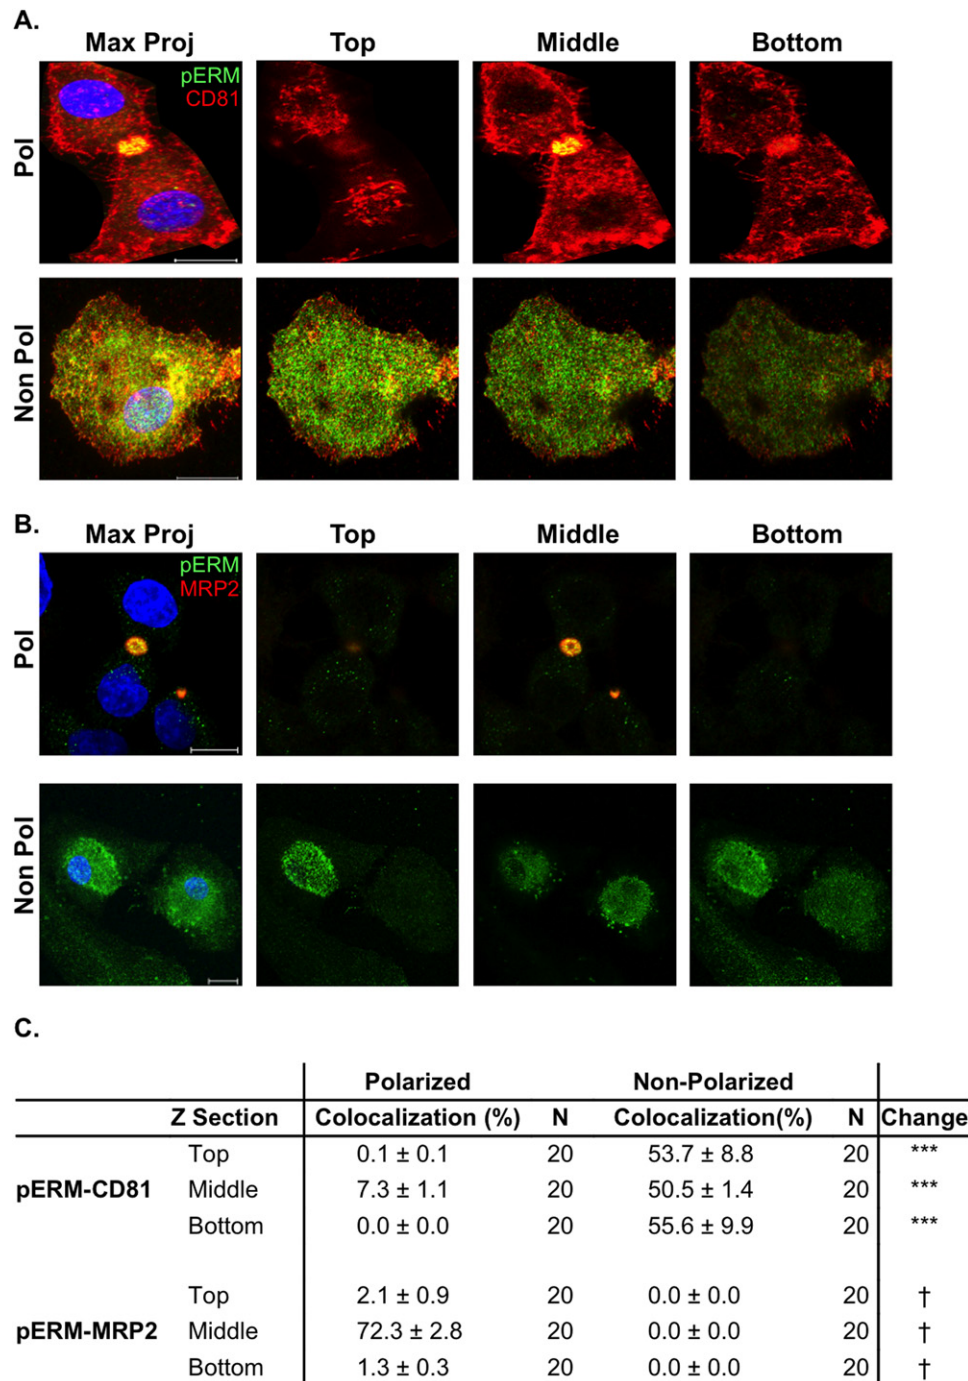 A.
Max Proj Top Middle Bottom
pERM
CD81
Pol
Non Pol
B.
Max Proj Top Middle Bottom
pERM
MRP2
Pol
Non Pol
C.
Polarized Non-Polarized
Z Section Colocalization (%) N Colocalization(%) N Change
Top 0.1 ± 0.1 20 53.7 ± 8.8 20 ***
pERM-CD81 Middle 7.3 ± 1.1 20 50.5 ± 1.4 20 ***
Bottom 0.0 ± 0.0 20 55.6 ± 9.9 20 ***
Top 2.1 ± 0.9 20 0.0 ± 0.0 20 †
pERM-MRP2 Middle 72.3 ± 2.8 20 0.0 ± 0.0 20 †
Bottom 1.3 ± 0.3 20 0.0 ± 0.0 20 †